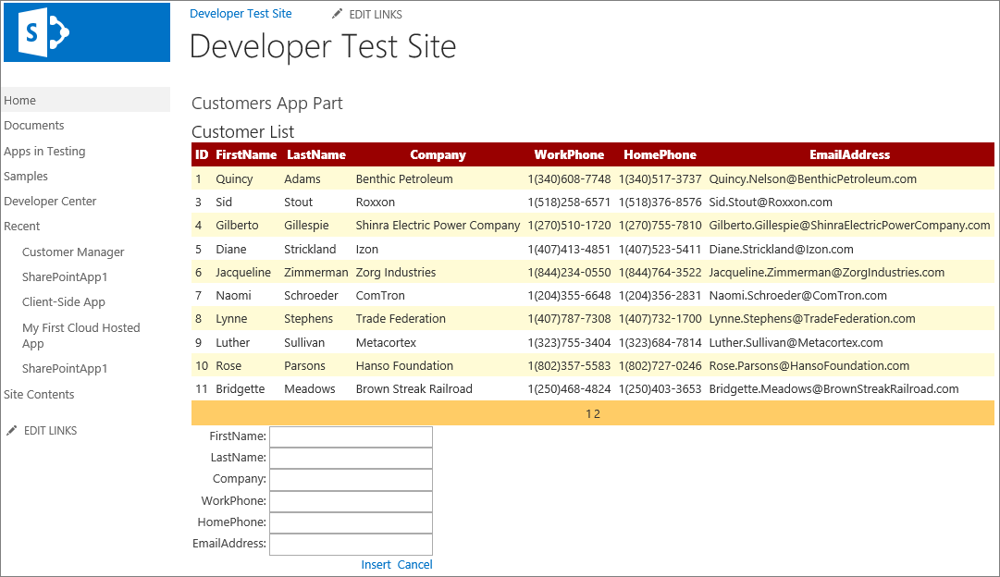 S
Developer Test Site EDIT LINKS
Developer Test Site
Home
Documents
Apps in Testing
Samples
Developer Center
Recent
Customer Manager
SharePointApp1
Client-Side App
My First Cloud Hosted
App
SharePointApp1
Site Contents
EDIT LINKS
Customers App Part
Customer List
ID FirstName LastName Company WorkPhone HomePhone EmailAddress
1 Quincy Adams Benthic Petroleum 1(340)608-7748 1(340)517-3737 Quincy.Nelson@BenthicPetroleum.com
3 Sid Stout Roxxon 1(518)258-6571 1(518)376-8576 Sid.Stout@Roxxon.com
4 Gilberto Gillespie Shinra Electric Power Company 1(270)510-1720 1(270)755-7810 Gilberto.Gillespie@ShinraElectricPowerCompany.com
5 Diane Strickland Izon 1(407)413-4851 1(407)523-5411 Diane.Strickland@Izon.com
6 Jacqueline Zimmerman Zorg Industries 1(844)234-0550 1(844)764-3522 Jacqueline.Zimmerman@ZorgIndustries.com
7 Naomi Schroeder ComTron 1(204)355-6648 1(204)356-2831 Naomi.Schroeder@ComTron.com
8 Lynne Stephens Trade Federation 1(407)787-7308 1(407)732-1700 Lynne.Stephens@TradeFederation.com
9 Luther Sullivan Metacortex 1(323)755-3404 1(323)684-7814 Luther.Sullivan@Metacortex.com
10 Rose Parsons Hanso Foundation 1(802)357-5583 1(802)727-0246 Rose.Parsons@HansoFoundation.com
11 Bridgette Meadows Brown Streak Railroad 1(250)468-4824 1(250)403-3653 Bridgette.Meadows@BrownStreakRailroad.com
1 2
FirstName:
LastName:
Company:
WorkPhone:
HomePhone:
EmailAddress:
Insert Cancel